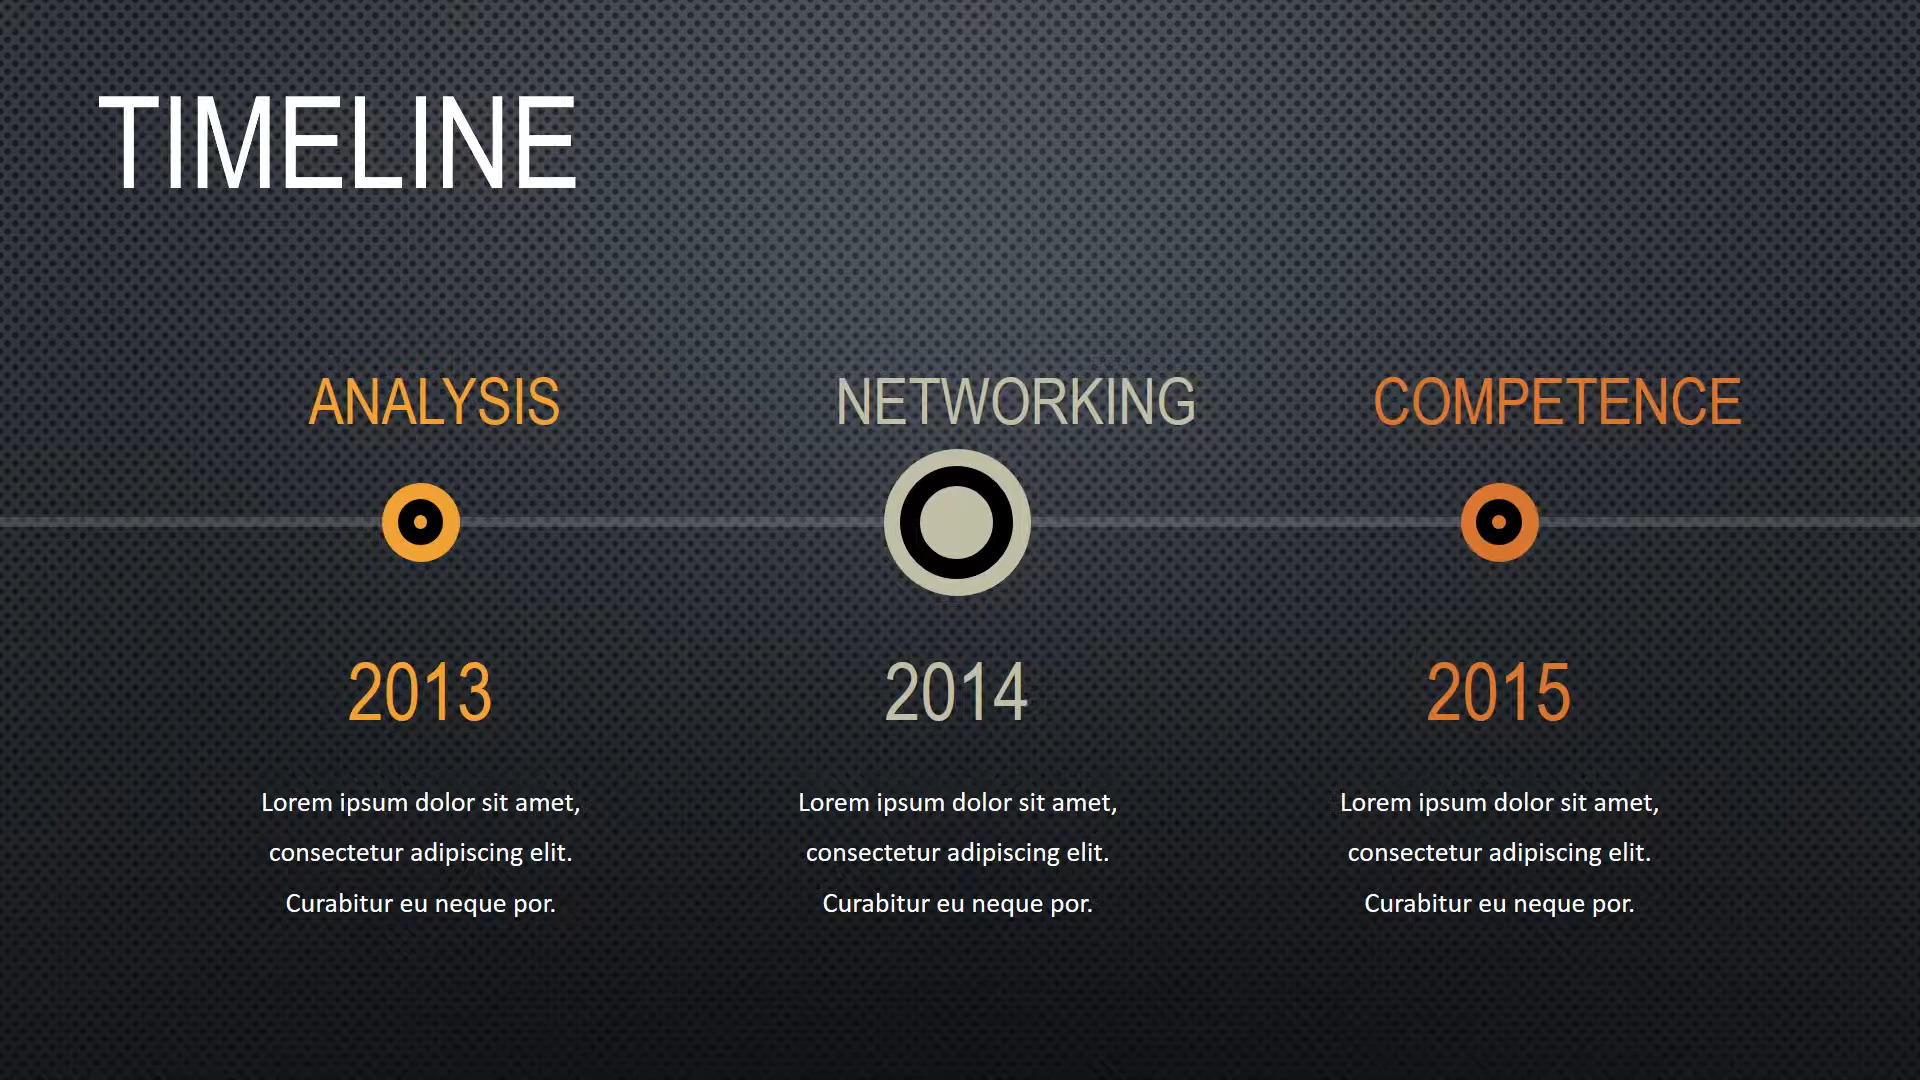 TIMELINE
ANALYSIS
NETWORKING
COMPETENCE
2013
2014
2015
Lorem ipsum dolor sit amet,
consectetur adipiscing elit.
Curabitur eu neque por.
Lorem ipsum dolor sit amet,
consectetur adipiscing elit.
Curabitur eu neque por.
Lorem ipsum dolor sit amet,
consectetur adipiscing elit.
Curabitur eu neque por.